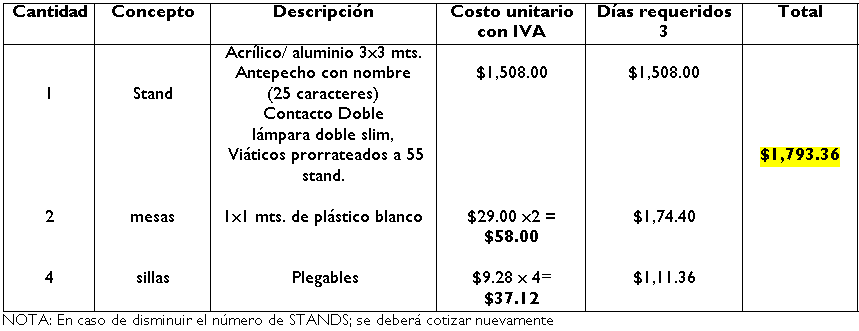 Cantidad Concepto Descripción Costo unitario con IVA Días requeridos 3 Total
1 Stand
Acrílico/ aluminio 3x3 mts.
Antepecho con nombre
(25 caracteres)
Contacto Doble
lámpara doble slim,
Viáticos prorrateados a 55
stand.
$1,508.00 $1,508.00
$1,793.36
2 mesas 1x1 mts. de plástico blanco $29.00 x2 = $1,74.40
$58.00
4 sillas Plegables $9.28 x 4= $1,11.36
$37.12
NOTA: En caso de disminuir el número de STANDS; se deberá cotizar nuevamente